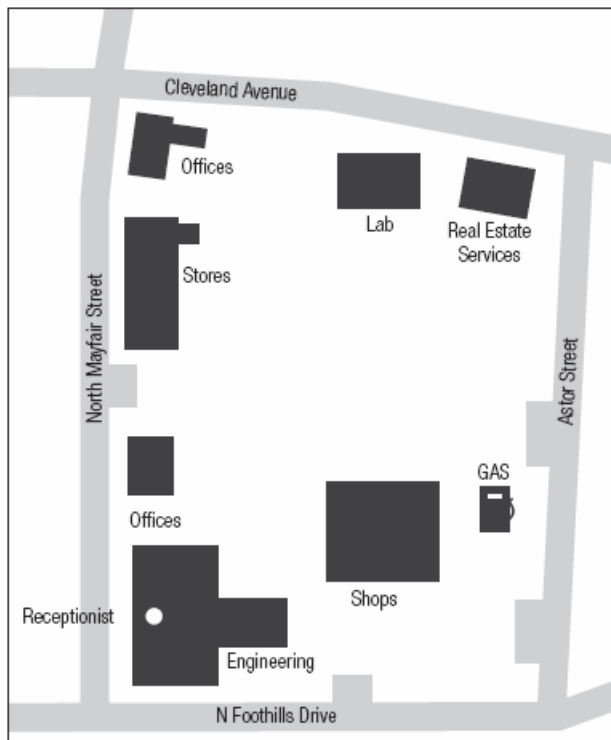 Cleveland Avenue
Offices
Lab
Real Estate
Services
Stores
North Mayfair Street
Astor Street
GAS
Offices
Shops
Receptionist
Engineering
N Foothills Drive